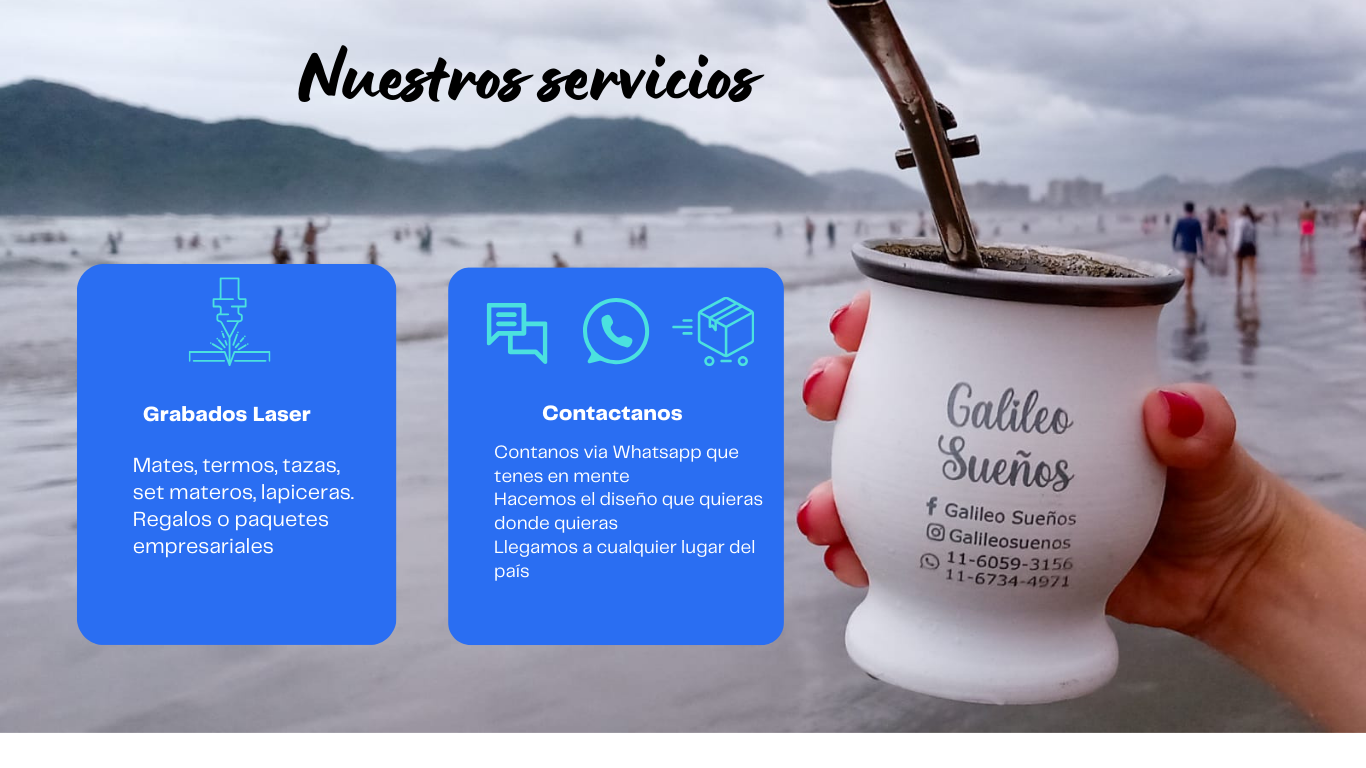 Nuestros servicios
Grabados Laser
Mates, termos, tazas,
set materos, lapiceras.
Regalos o paquetes
empresariales
Contactanos
Contanos via Whatsapp que
tenes en mente
Hacemos el diseño que quieras
donde quieras
Llegamos a cualquier lugar del
país
Galileo
Sueños
Galileo Sueños
Galileosuenos
11-6059-3156
11-6734-4971